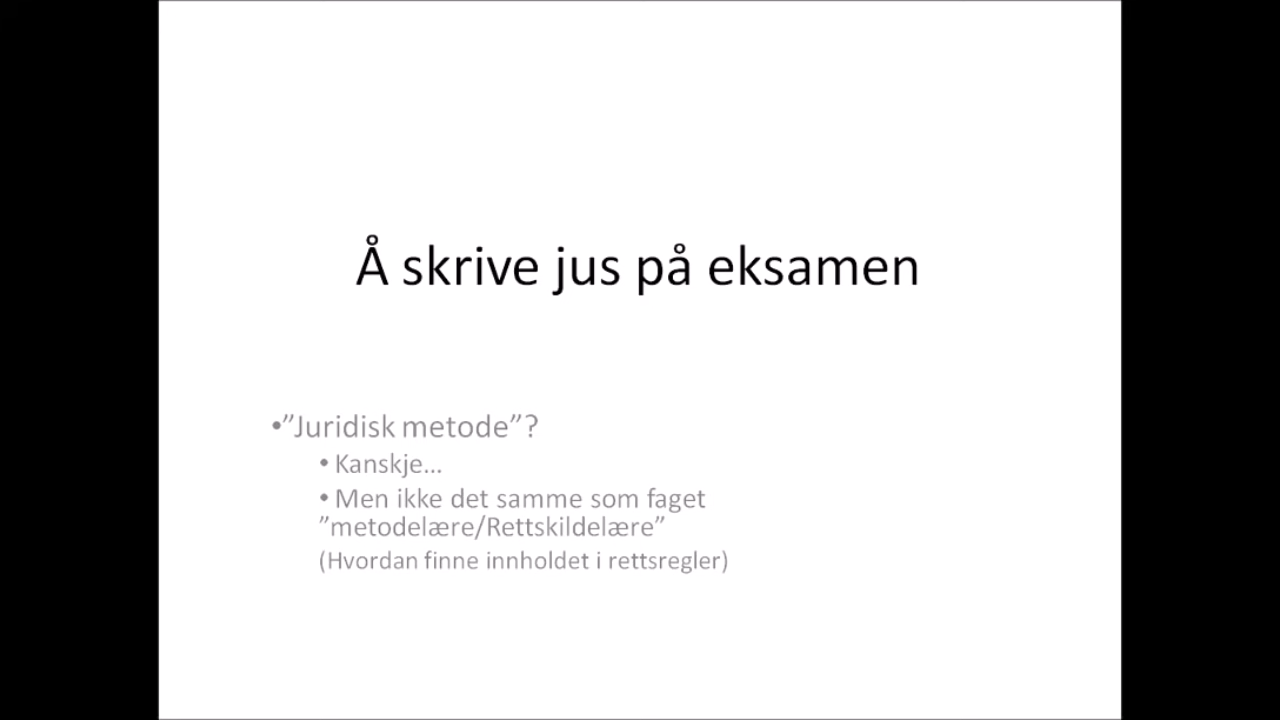 Å skrive jus på eksamen
•”Juridisk metode”?
• Kanskje…
• Men ikke det samme som faget
”metodelære/Rettskildelære”
(Hvordan finne innholdet i rettsregler)